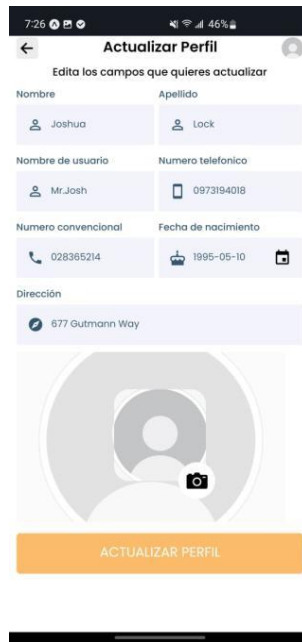 7:26 46%
Actualizar Perfil
Edita los campos que quieres actualizar
Nombre Apellido
Joshua Lock
Nombre de usuario Numero telefonico
Mr.Josh 0973194018
Numero convencional Fecha de nacimiento
028365214 1995-05-10
Dirección
677 Gutmann Way
ACTUALIZAR PERFIL